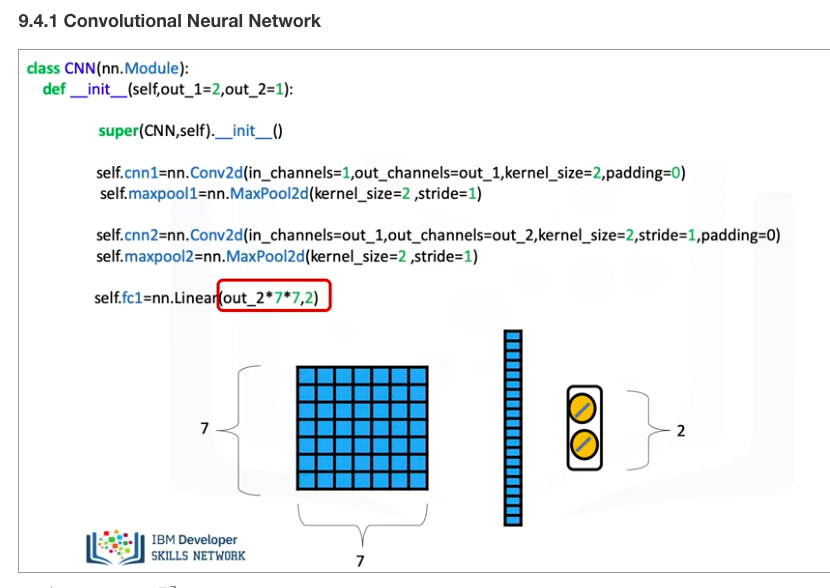 9.4.1 Convolutional Neural Network
class CNN(nn.Module):
def __init__(self,out_1=2,out_2=1):
super(CNN,self).__init__()
self.cnn1=nn.Conv2d(in_channels=1,out_channels=out_1,kernel_size=2,padding=0)
self.maxpool1=nn.MaxPool2d(kernel_size=2 ,stride=1)
self.cnn2=nn.Conv2d(in_channels=out_1,out_channels=out_2,kernel_size=2,stride=1,padding=0)
self.maxpool2=nn.MaxPool2d(kernel_size=2 ,stride=1)
self.fc1=nn.Linear(out_2*7*7,2)
7
2
7
IBM Developer
SKILLS NETWORK